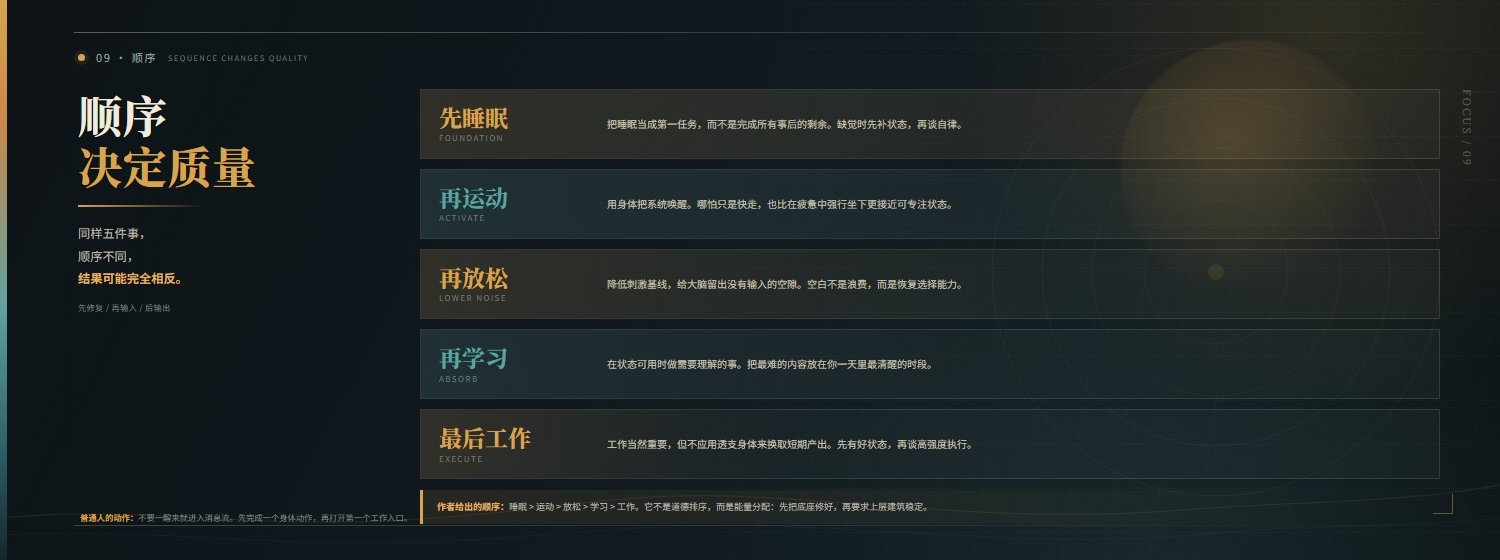 09 · 顺序 SEQUENCE CHANGES QUALITY
顺序
决定质量
同样五件事，
顺序不同，
结果可能完全相反。
先修复 / 再输入 / 后输出
先睡眠
FOUNDATION
把睡眠当成第一任务，而不是完成所有事后的剩余。缺觉时先补状态，再谈自律。
再运动
ACTIVATE
用身体把系统唤醒。哪怕只是快走，也比在疲惫中强行坐下更接近可专注状态。
再放松
LOWER NOISE
降低刺激基线，给大脑留出没有输入的空隙。空白不是浪费，而是恢复选择能力。
再学习
ABSORB
在状态可用时做需要理解的事。把最难的内容放在你一天里最清醒的时段。
最后工作
EXECUTE
工作当然重要，但不应用透支身体来换取短期产出。先有好状态，再谈高强度执行。
作者给出的顺序：睡眠 > 运动 > 放松 > 学习 > 工作。它不是道德排序，而是能量分配：先把底座修好，再要求上层建筑稳定。
普通人的动作：不要一醒来就进入消息流。先完成一个身体动作，再打开第一个工作入口。
FOCUS / 09